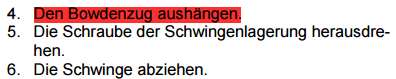 4. Den Bowdenzug aushängen.
5. Die Schraube der Schwingenlagerung herausdre-
hen.
6. Die Schwinge abziehen.